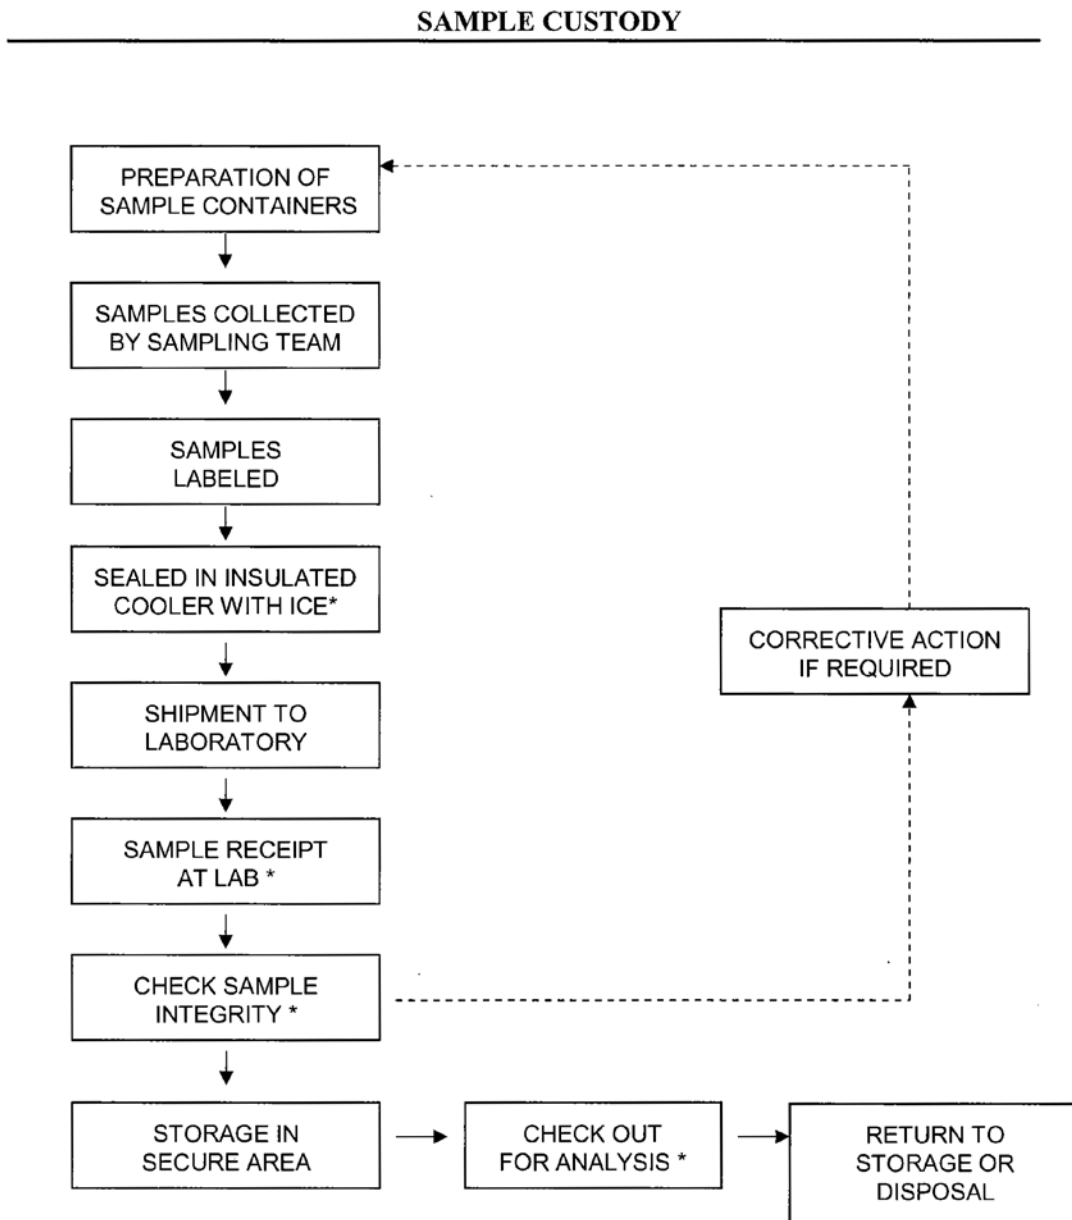 SAMPLE CUSTODY
PREPARATION OF
SAMPLE CONTAINERS
SAMPLES COLLECTED
BY SAMPLING TEAM
SAMPLES
LABELED
SEALED IN INSULATED
COOLER WITH ICE*
SHIPMENT TO
LABORATORY
SAMPLE RECEIPT
AT LAB *
CHECK SAMPLE
INTEGRITY *
CORRECTIVE ACTION
IF REQUIRED
STORAGE IN
SECURE AREA
CHECK OUT
FOR ANALYSIS *
RETURN TO
STORAGE OR
DISPOSAL